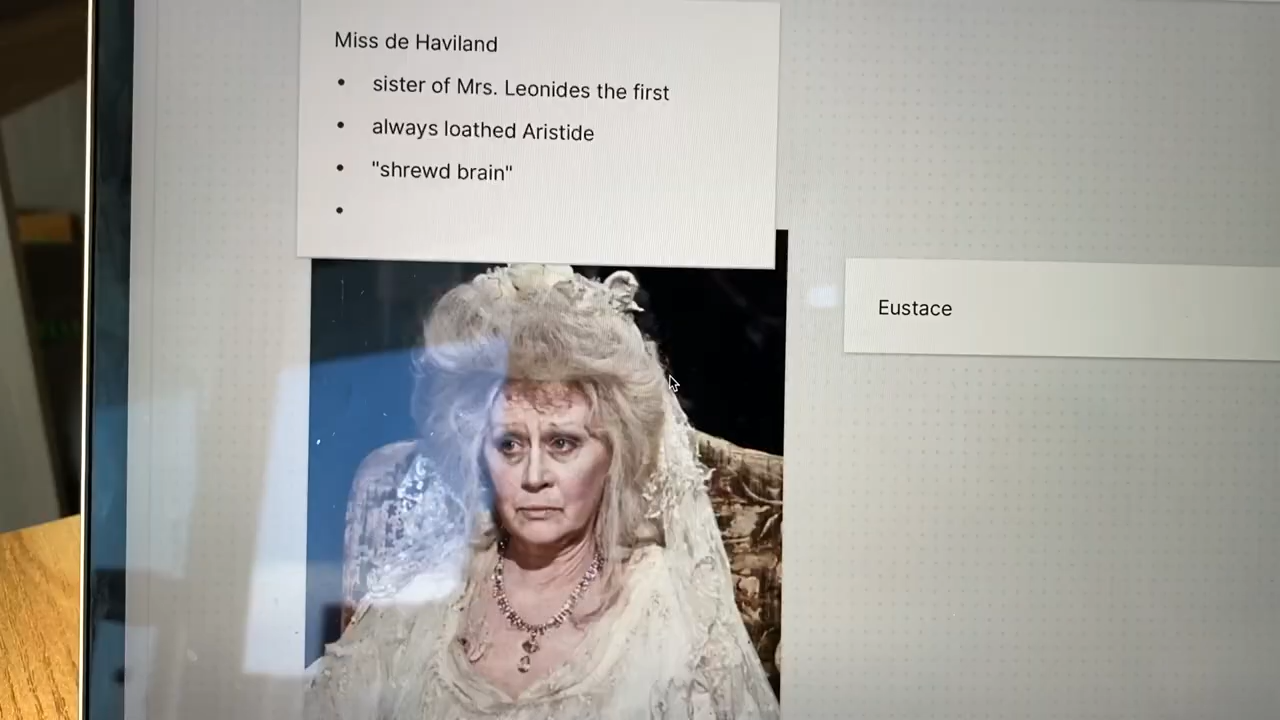 Miss de Haviland
• sister of Mrs. Leonides the first
• always loathed Aristide
• "shrewd brain"
•
Eustace